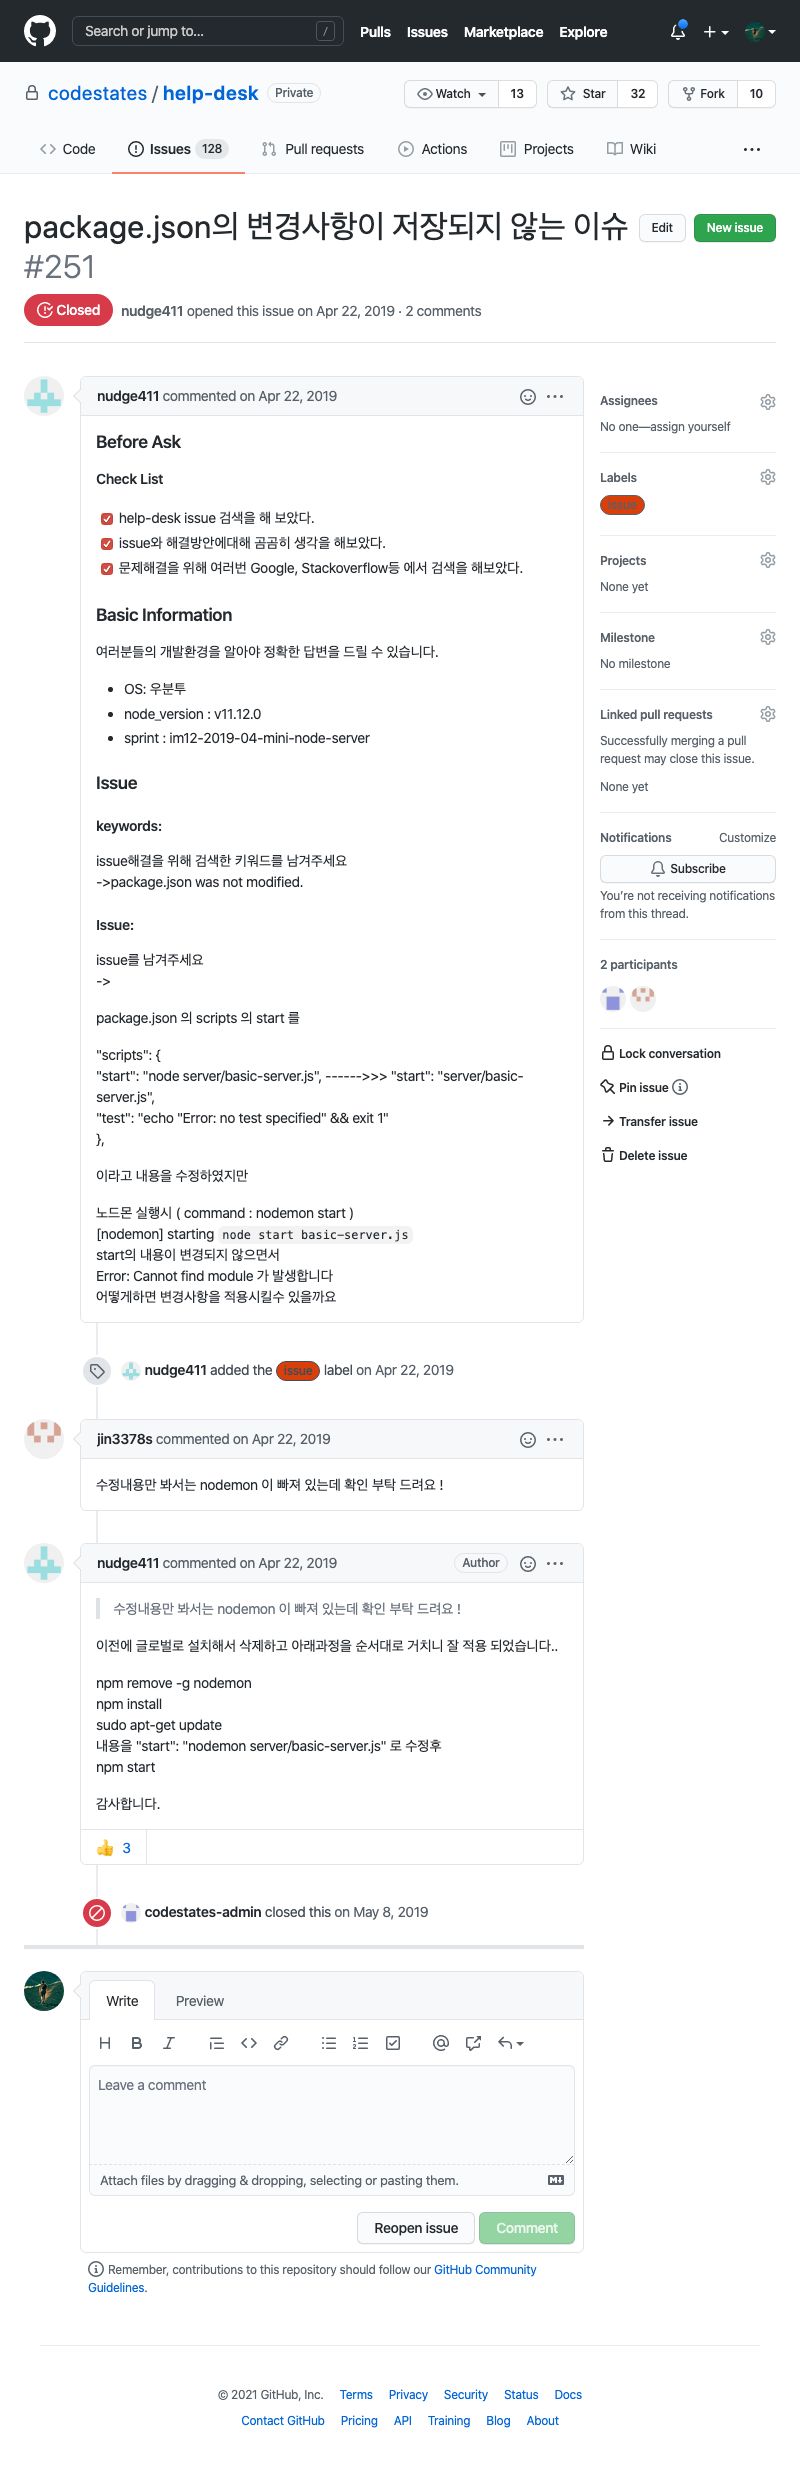 Search or jump to... /
Pulls Issues Marketplace Explore
codestates / help-desk Private
Watch 13 Star 32 Fork 10
Code Issues 128 Pull requests Actions Projects Wiki
package.json의 변경사항이 저장되지 않는 이슈
#251
Edit New issue
Closed nudge411 opened this issue on Apr 22, 2019 · 2 comments
nudge411 commented on Apr 22, 2019
Before Ask
Check List
help-desk issue 검색을 해 보았다.
issue와 해결방안에대해 곰곰히 생각을 해보았다.
문제해결을 위해 여러번 Google, Stackoverflow등 에서 검색을 해보았다.
Basic Information
여러분들의 개발환경을 알아야 정확한 답변을 드릴 수 있습니다.
• OS: 우분투
• node_version : v11.12.0
• sprint : im12-2019-04-mini-node-server
Issue
keywords:
issue해결을 위해 검색한 키워드를 남겨주세요
->package.json was not modified.
Issue:
issue를 남겨주세요
->
package.json 의 scripts 의 start 를
"scripts": {
"start": "node server/basic-server.js", ------>>> "start": "server/basic-
server.js",
"test": "echo "Error: no test specified" && exit 1"
},
이라고 내용을 수정하였지만
노드몬 실행시 ( command : nodemon start )
[nodemon] starting node start basic-server.js
start의 내용이 변경되지 않으면서
Error: Cannot find module 가 발생합니다
어떻게하면 변경사항을 적용시킬수 있을까요
Assignees
No one—assign yourself
Labels
issue
Projects
None yet
Milestone
No milestone
Linked pull requests
Successfully merging a pull
request may close this issue.
None yet
Notifications Customize
Subscribe
You're not receiving notifications
from this thread.
2 participants
Lock conversation
Pin issue
Transfer issue
Delete issue
nudge411 added the issue label on Apr 22, 2019
jin3378s commented on Apr 22, 2019
수정내용만 봐서는 nodemon 이 빠져 있는데 확인 부탁 드려요 !
nudge411 commented on Apr 22, 2019 Author
수정내용만 봐서는 nodemon 이 빠져 있는데 확인 부탁 드려요 !
이전에 글로벌로 설치해서 삭제하고 아래과정을 순서대로 거치니 잘 적용 되었습니다..
npm remove -g nodemon
npm install
sudo apt-get update
내용을 "start": "nodemon server/basic-server.js" 로 수정후
npm start
감사합니다.
👍 3
codestates-admin closed this on May 8, 2019
Write Preview
Leave a comment
Attach files by dragging & dropping, selecting or pasting them.
Reopen issue Comment
Remember, contributions to this repository should follow our GitHub Community
Guidelines.
© 2021 GitHub, Inc. Terms Privacy Security Status Docs
Contact GitHub Pricing API Training Blog About